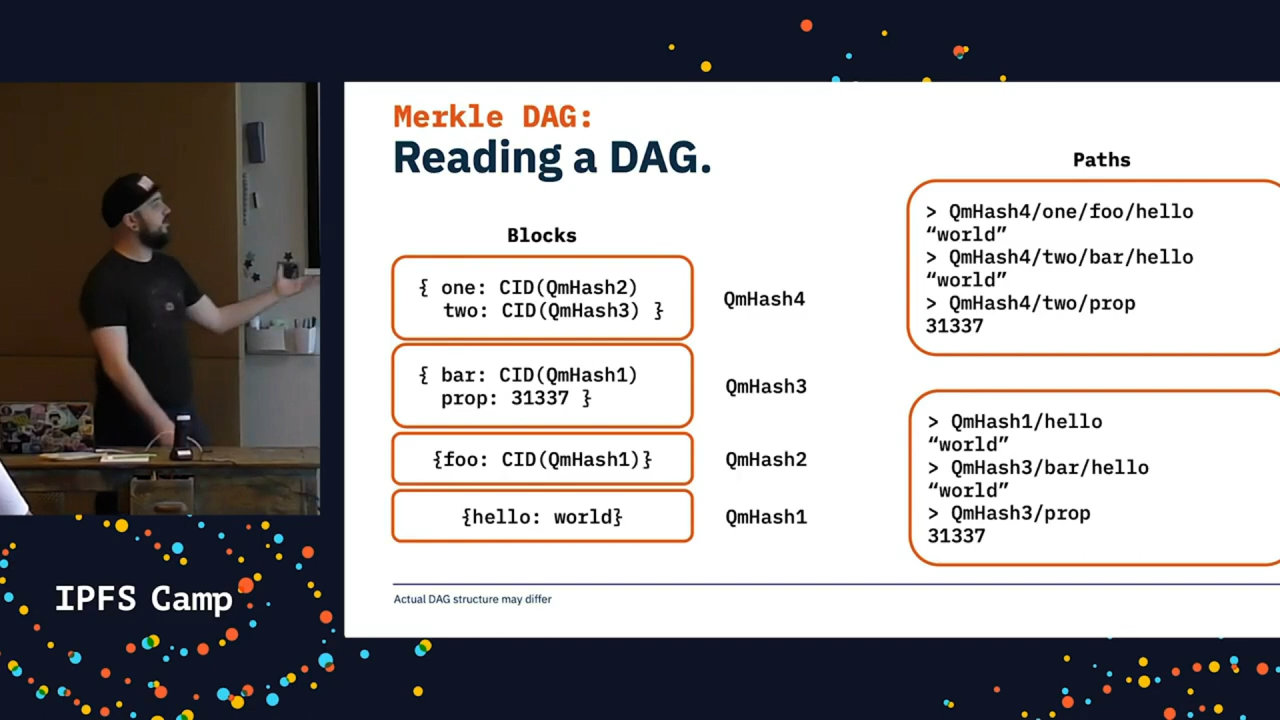 Merkle DAG:
Reading a DAG.
Blocks
{ one: CID(QmHash2)
two: CID(QmHash3) }
QmHash4
{ bar: CID(QmHash1)
prop: 31337 }
QmHash3
{foo: CID(QmHash1)}
QmHash2
{hello: world}
QmHash1
Paths
> QmHash4/one/foo/hello
“world”
> QmHash4/two/bar/hello
“world”
> QmHash4/two/prop
31337
> QmHash1/hello
“world”
> QmHash3/bar/hello
“world”
> QmHash3/prop
31337
Actual DAG structure may differ
IPFS Camp